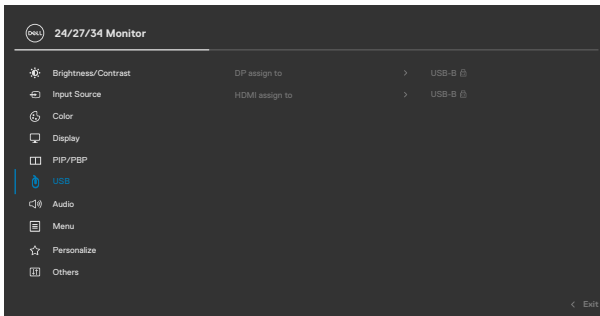 DELL 24/27/34 Monitor
Brightness/Contrast DP assign to > USB-B
Input Source HDMI assign to > USB-B
Color
Display
PIP/PBP
USB
Audio
Menu
Personalize
Others
< Exit